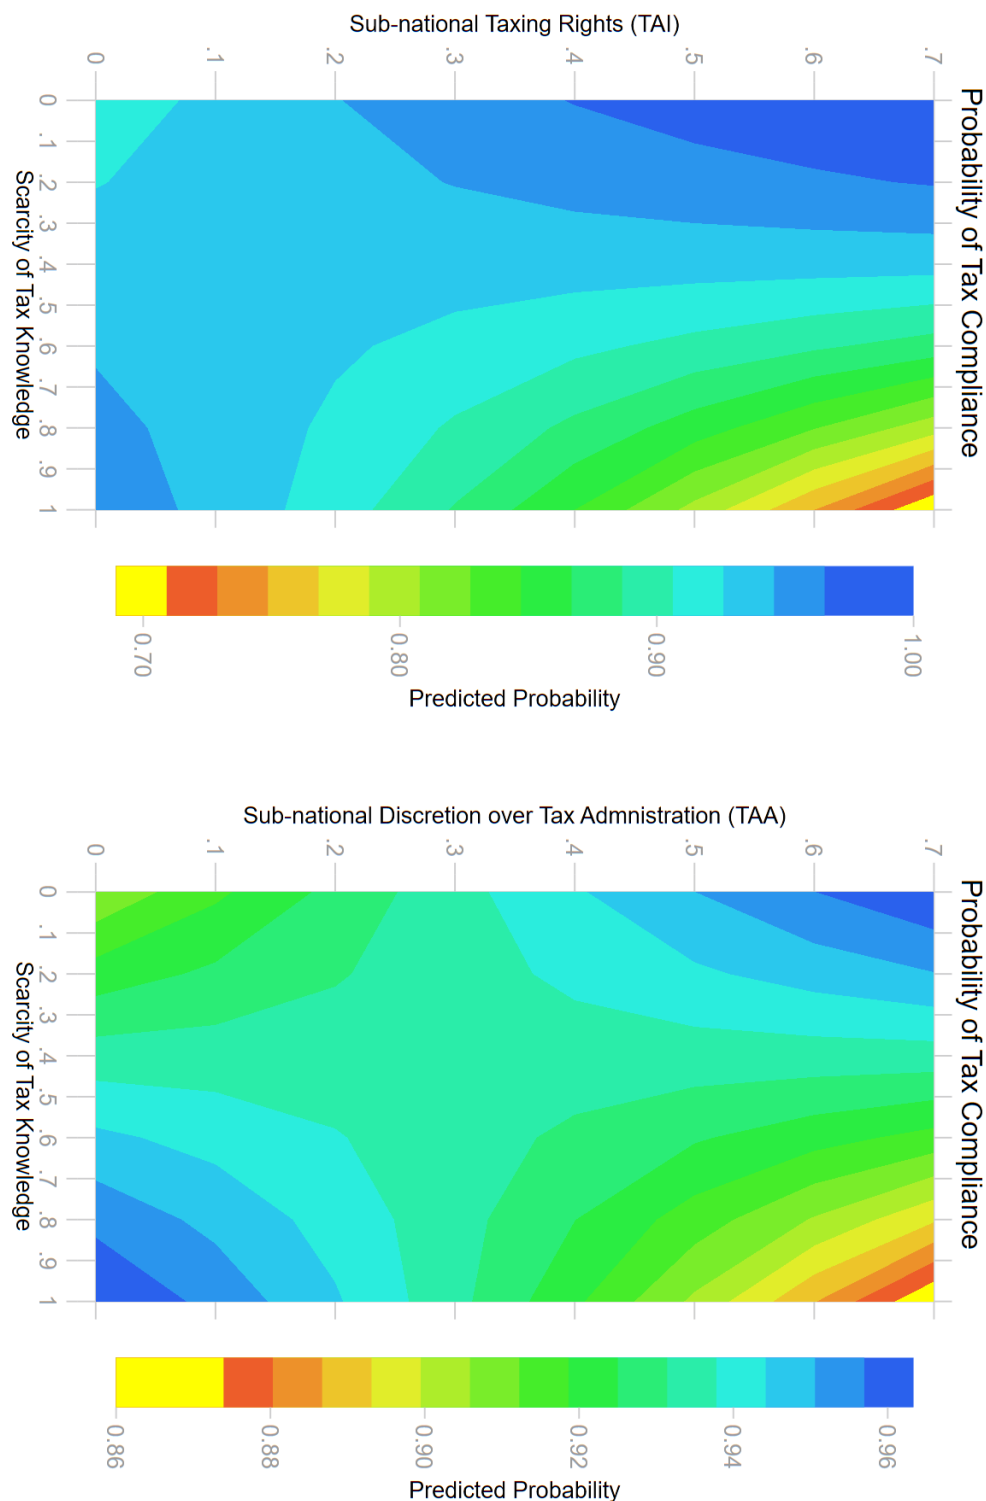 Sub-national Taxing Rights (TAI)
0 .1 .2 .3 .4 .5 .6 .7
Probability of Tax Compliance
0
.1
.2
.3
.4
.5
.6
.7
.8
.9
1
Scarcity of Tax Knowledge
0.70 0.80 0.90 1.00
Predicted Probability
Sub-national Discretion over Tax Admnistration (TAA)
0 .1 .2 .3 .4 .5 .6 .7
Probability of Tax Compliance
0
.1
.2
.3
.4
.5
.6
.7
.8
.9
1
Scarcity of Tax Knowledge
0.86 0.88 0.90 0.92 0.94 0.96
Predicted Probability